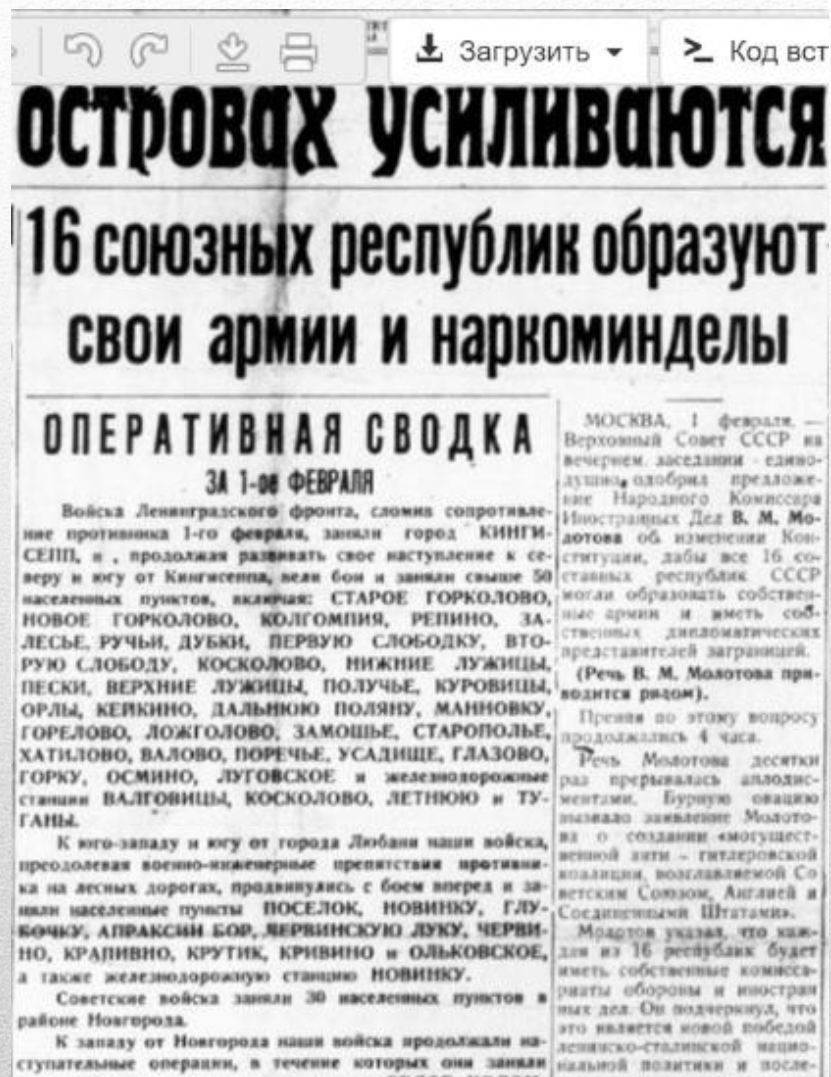 Загрузить
Код вст
островах усиливаются
16 союзных республик образуют
свои армии и наркоминделы
ОПЕРАТИВНАЯ СВОДКА
ЗА 1-ое ФЕВРАЛЯ
Войска Ленинградского фронта, сломив сопротивле-
ние противника 1-го февраля, заняли город КИНГИ-
СЕПП, и , продолжая развивать свое наступление к се-
веру и югу от Кингисеппа, вели бои и заняли свыше 50
населенных пунктов, включая: СТАРОЕ ГОРКОЛОВО,
НОВОЕ ГОРКОЛОВО, КОЛГОМПИЯ, РЕПИНО, ЗА-
ЛЕСЬЕ, РУЧЬИ, ДУБКИ, ПЕРВУЮ СЛОБОДКУ, ВТО-
РУЮ СЛОБОДУ, КОСКОЛОВО, НИЖНИЕ ЛУЖИЦЫ,
ПЕСКИ, ВЕРХНИЕ ЛУЖИЦЫ, ПОЛУЧЬЕ, КУРОВИЦЫ,
ОРЛЫ, КЕЙКИНО, ДАЛЬНЮЮ ПОЛЯНУ, МАННОВКУ,
ГОРЕЛОВО, ЛОЖГОЛОВО, ЗАМОШЬЕ, СТАРОПОЛЬЕ,
ХАТИЛОВО, ВАЛОВО, ПОРЕЧЬЕ, УСАДИЩЕ, ГЛАЗОВО,
ГОРКУ, ОСМИНО, ЛУГОВСКОЕ и железнодорожные
станции ВАЛГОВИЦЫ, КОСКОЛОВО, ЛЕТНЮЮ и ТУ-
ГАНЫ.
К юго-западу и югу от города Любани наши войска,
преодолевая военно-инженерные препятствия противни-
ка на лесных дорогах, продвинулись с боем вперед и за-
няли населенные пункты ПОСЕЛОК, НОВИНКУ, ГЛУ-
БОЧКУ, АПРАКСИН БОР, ЧЕРВИНСКУЮ ЛУКУ, ЧЕРВИ-
НО, КРАПИВНО, КРУТИК, КРИВИНО и ОЛЬКОВСКОЕ,
а также железнодорожную станцию НОВИНКУ.
Советские войска заняли 30 населенных пунктов в
районе Новгорода.
К западу от Новгорода наши войска продолжали на-
ступательные операции, в течение которых они заняли
МОСКВА, 1 февраля. —
Верховный Совет СССР на
вечернем заседании едино-
душно одобрил предложе-
ние Народного Комиссара
Иностранных Дел В. М. Мо-
лотова об изменении Кон-
ституции, дабы все 16 со-
ставных республик СССР
могли образовать собствен-
ные армии и иметь соб-
ственных дипломатических
представителей заграницей.
(Речь В. М. Молотова при-
водится рядом).
Прения по этому вопросу
продолжались 4 часа.
Речь Молотова десятки
раз прерывалась аплодис-
ментами. Бурную овацию
вызвало заявление Молото-
ва о создании «могущест-
венной анти - гитлеровской
коалиции, возглавляемой Со
ветским Союзом, Англией и
Соединенными Штатами».
Молотов указал, что каж-
дая из 16 республик будет
иметь собственные комисса-
риаты обороны и иностран
ных дел. Он подчеркнул, что
это является новой победой
ленинско-сталинской нацио-
нальной политики и после-